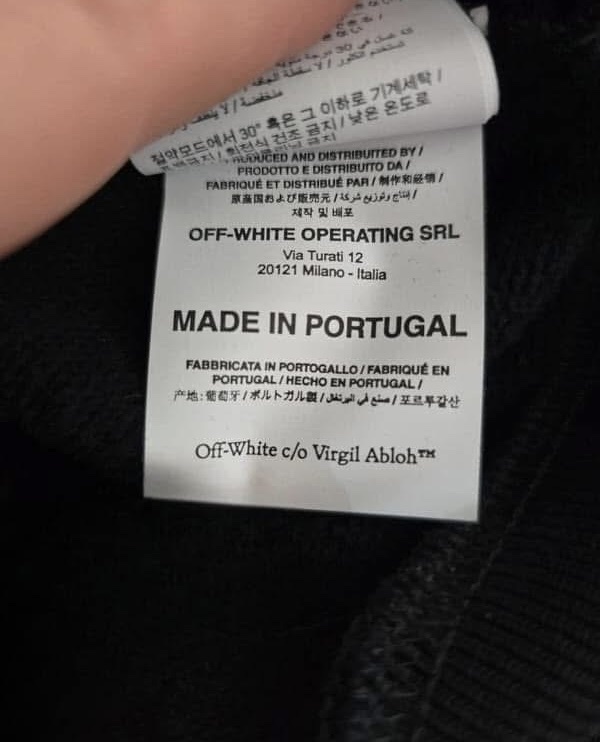 집약모드에서 30° 혹은 그 이하로 기계세탁 /
회전식 건조 금지 / 낮은 온도로
PRODUCED AND DISTRIBUITED BY /
PRODOTTO E DISTRIBUITO DA /
FABRIQUÉ ET DISTRIBUÉ PAR / 制作和经销 /
原産国および販売元 / إنتاج وتوزيع شركة /
제작 및 배포
OFF-WHITE OPERATING SRL
Via Turati 12
20121 Milano - Italia
MADE IN PORTUGAL
FABBRICATA IN PORTOGALLO / FABRIQUÉ EN
PORTUGAL / HECHO EN PORTUGAL /
产地: 葡萄牙 / ポルトガル製 / صنع في البرتغال / 포르투갈산
Off-White c/o Virgil Abloh™